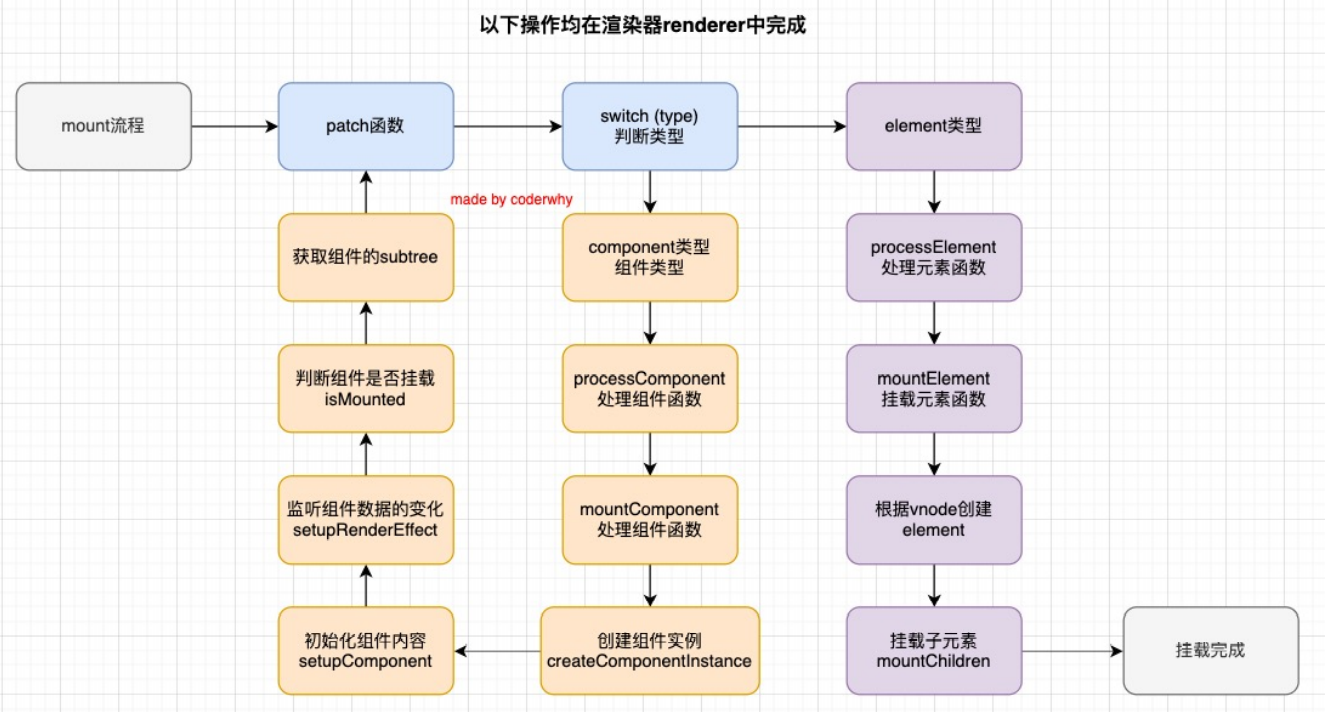 以下操作均在渲染器renderer中完成
mount流程
patch函数
switch (type)
判断类型
element类型
made by coderwhy
获取组件的subtree
component类型
组件类型
processElement
处理元素函数
判断组件是否挂载
isMounted
processComponent
处理组件函数
mountElement
挂载元素函数
监听组件数据的变化
setupRenderEffect
mountComponent
处理组件函数
根据vnode创建
element
初始化组件内容
setupComponent
创建组件实例
createComponentInstance
挂载子元素
mountChildren
挂载完成